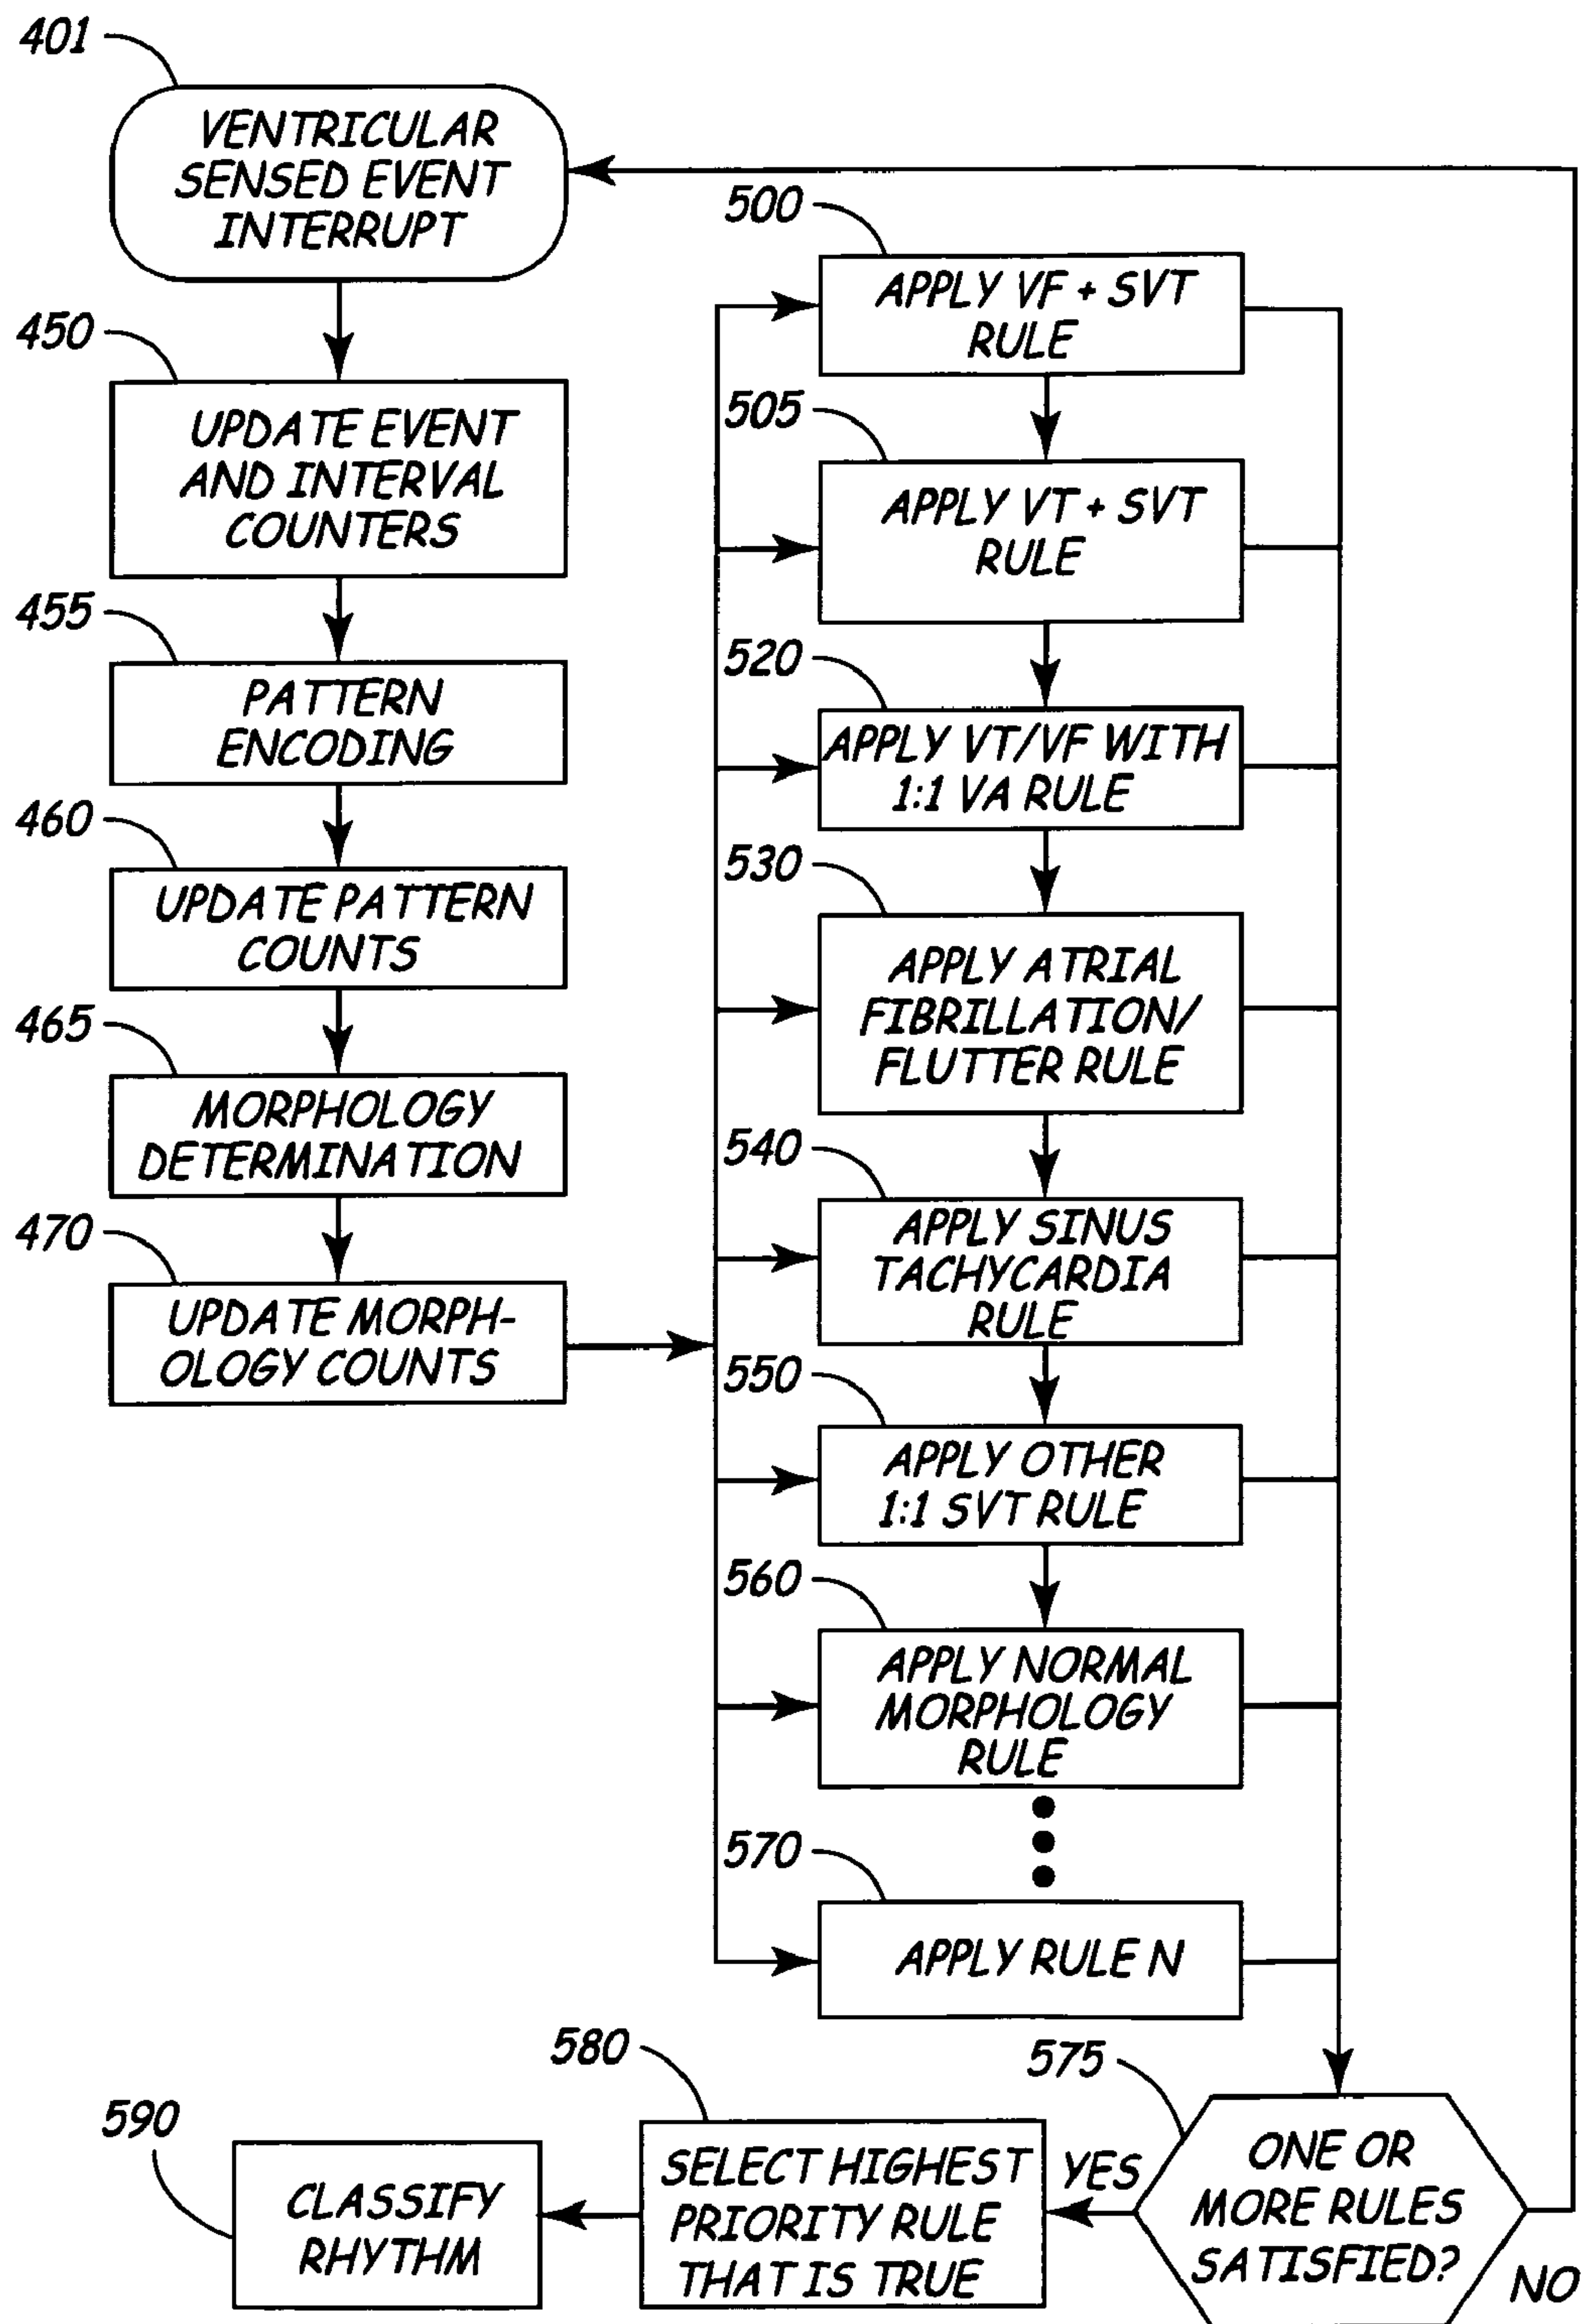 401
VENTRICULAR
SENSED EVENT
INTERRUPT
450
UPDATE EVENT
AND INTERVAL
COUNTERS
455
PATTERN
ENCODING
460
UPDATE PATTERN
COUNTS
465
MORPHOLOGY
DETERMINATION
470
UPDATE MORPH-
OLOGY COUNTS
500
APPLY VF + SVT
RULE
505
APPLY VT + SVT
RULE
520
APPLY VT/VF WITH
1:1 VA RULE
530
APPLY ATRIAL
FIBRILLATION/
FLUTTER RULE
540
APPLY SINUS
TACHYCARDIA
RULE
550
APPLY OTHER
1:1 SVT RULE
560
APPLY NORMAL
MORPHOLOGY
RULE
570
APPLY RULE N
575
ONE OR
MORE RULES
SATISFIED?
NO
YES
580
SELECT HIGHEST
PRIORITY RULE
THAT IS TRUE
590
CLASSIFY
RHYTHM